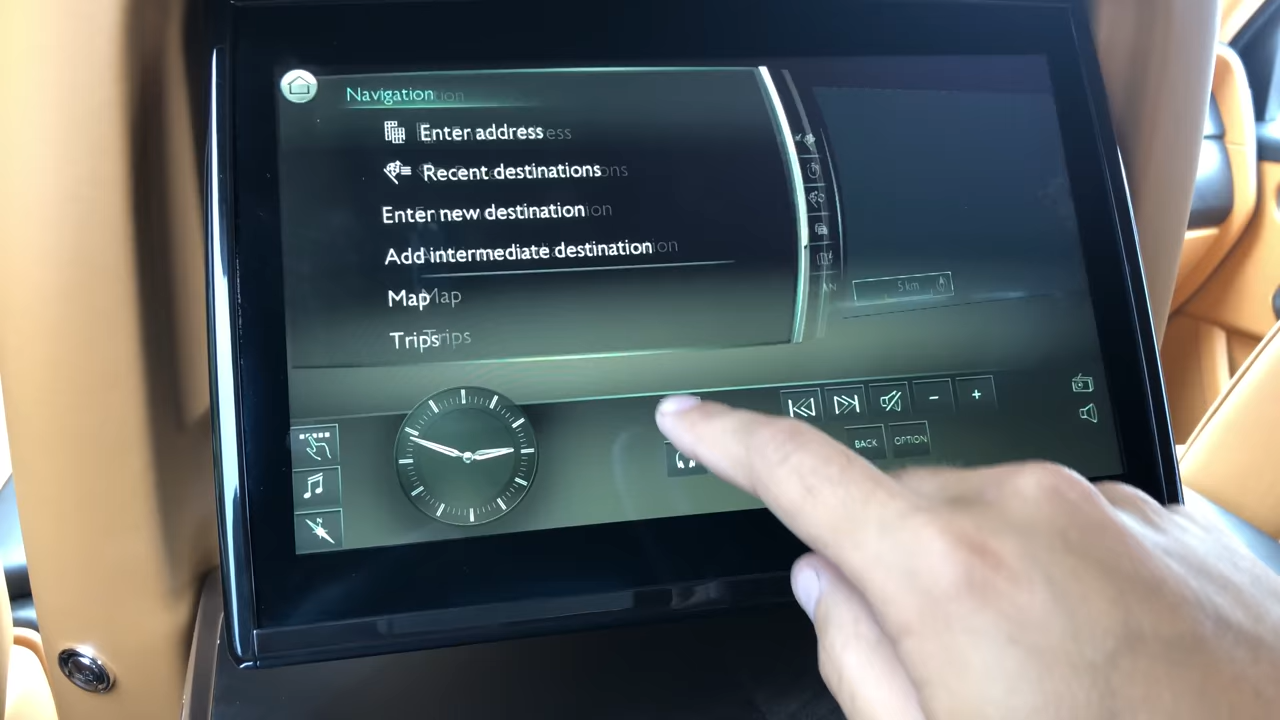 Navigation
Enter address
Recent destinations
Enter new destination
Add intermediate destination
Map
Trips
5 km
BACK OPTION